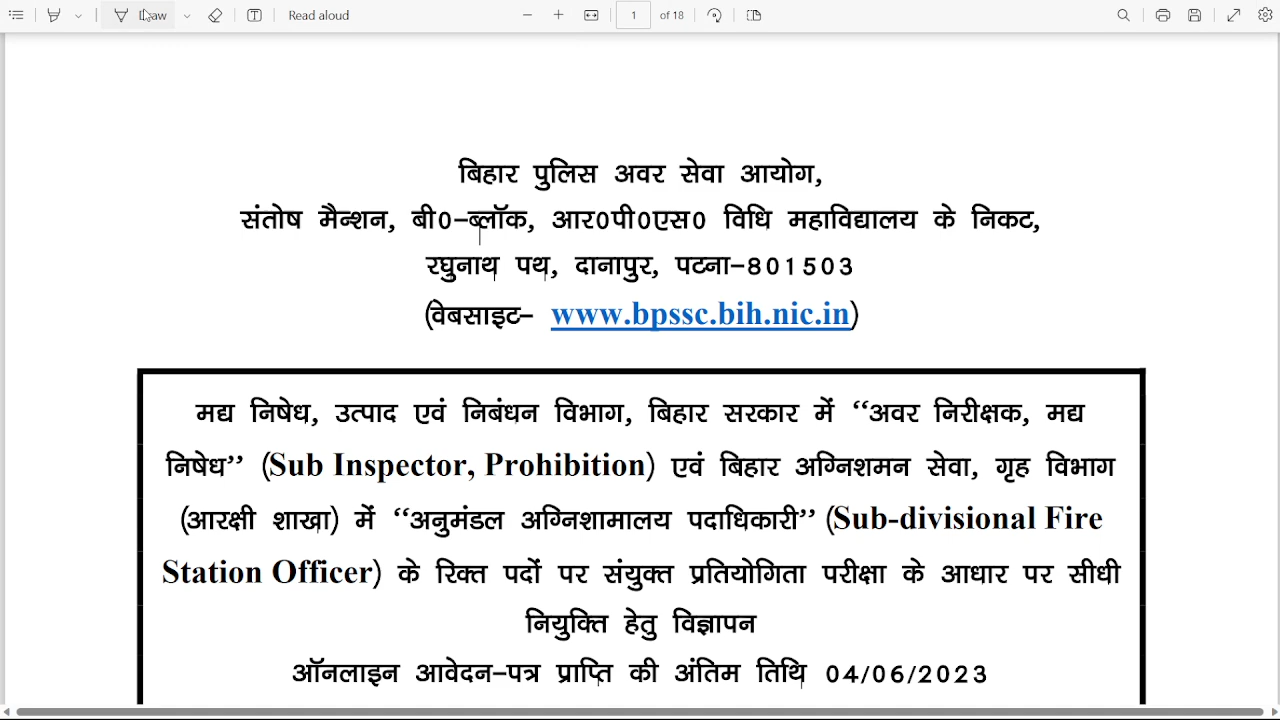 Draw
Read aloud
1 of 18
बिहार पुलिस अवर सेवा आयोग,
संतोष मैन्शन, बी0-ब्लॉक, आर0पी0एस0 विधि महाविद्यालय के निकट,
रघुनाथ पथ, दानापुर, पटना-801503
(वेबसाइट- www.bpssc.bih.nic.in)
मद्य निषेध, उत्पाद एवं निबंधन विभाग, बिहार सरकार में “अवर निरीक्षक, मद्य
निषेध” (Sub Inspector, Prohibition) एवं बिहार अग्निशमन सेवा, गृह विभाग
(आरक्षी शाखा) में “अनुमंडल अग्निशामालय पदाधिकारी” (Sub-divisional Fire
Station Officer) के रिक्त पदों पर संयुक्त प्रतियोगिता परीक्षा के आधार पर सीधी
नियुक्ति हेतु विज्ञापन
ऑनलाइन आवेदन-पत्र प्राप्ति की अंतिम तिथि 04/06/2023